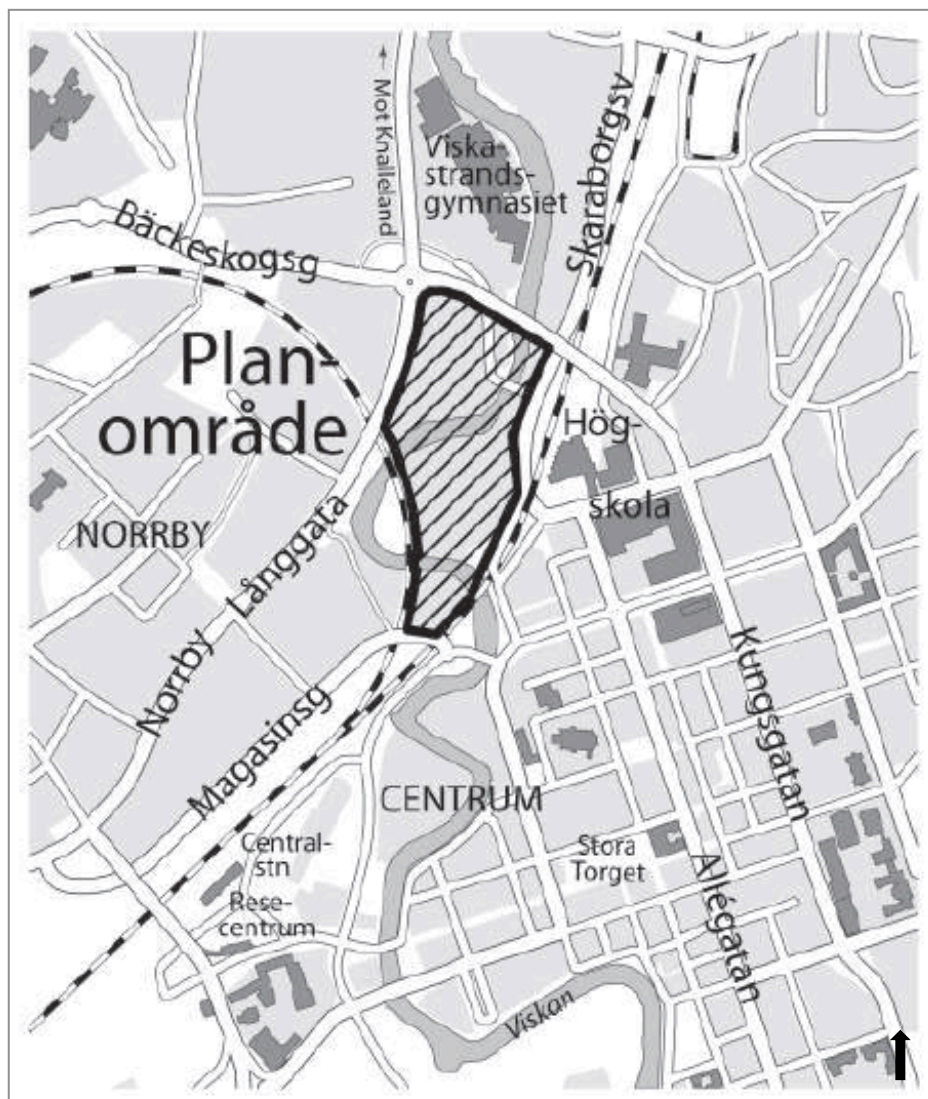 ← Mot Knalleland
Viska-
strands-
gymnasiet
Skaraborgsv
Bäckeskogsg
Plan-
område
Hög-
skola
NORRBY
Norrby Långgata
Magasinsg
Kungsgatan
CENTRUM
Central-
stn
Stora
Torget
Allégatan
Rese-
centrum
Viskan